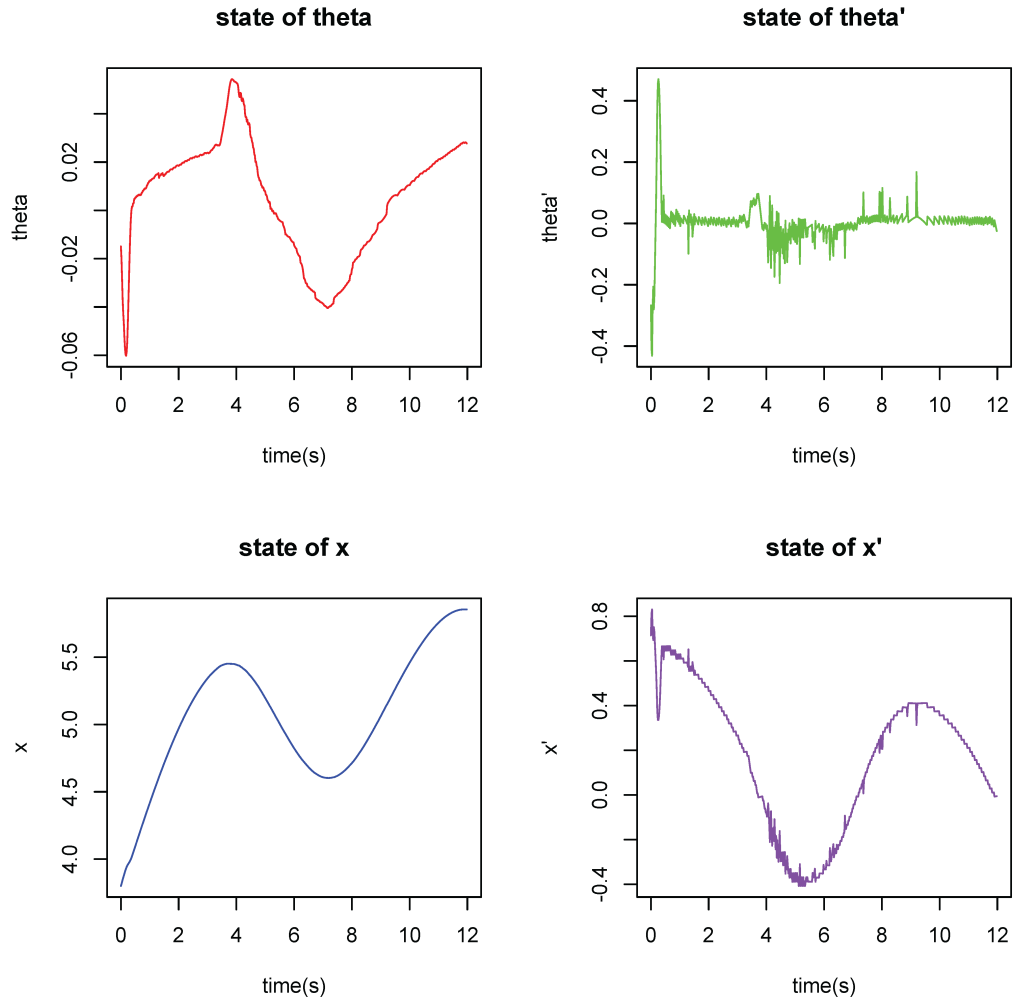 state of theta
theta
0.02
-0.02
-0.06
0 2 4 6 8 10 12
time(s)
state of theta'
theta'
0.4
0.2
0.0
-0.2
-0.4
0 2 4 6 8 10 12
time(s)
state of x
x
5.5
5.0
4.5
4.0
0 2 4 6 8 10 12
time(s)
state of x'
x'
0.8
0.4
0.0
-0.4
0 2 4 6 8 10 12
time(s)